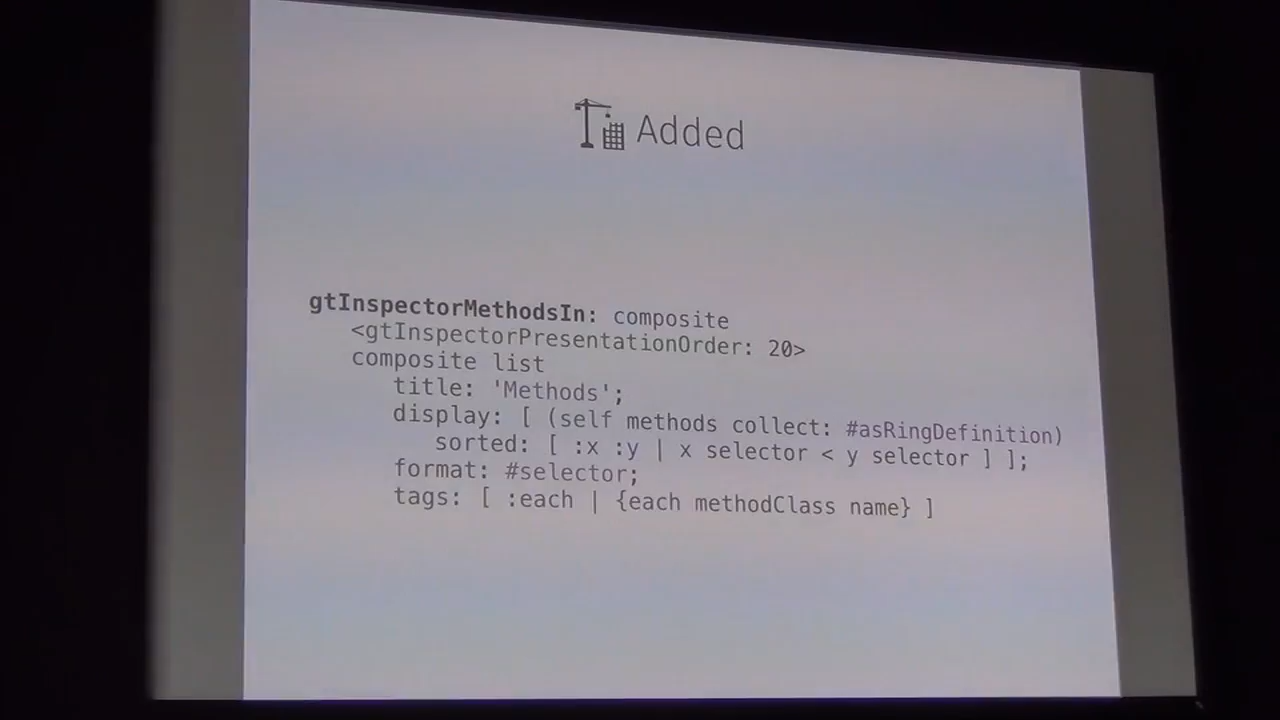 Added
gtInspectorMethodsIn: composite
<gtInspectorPresentationOrder: 20>
composite list
title: 'Methods';
display: [ (self methods collect: #asRingDefinition)
sorted: [ :x :y | x selector < y selector ] ];
format: #selector;
tags: [ :each | {each methodClass name} ]